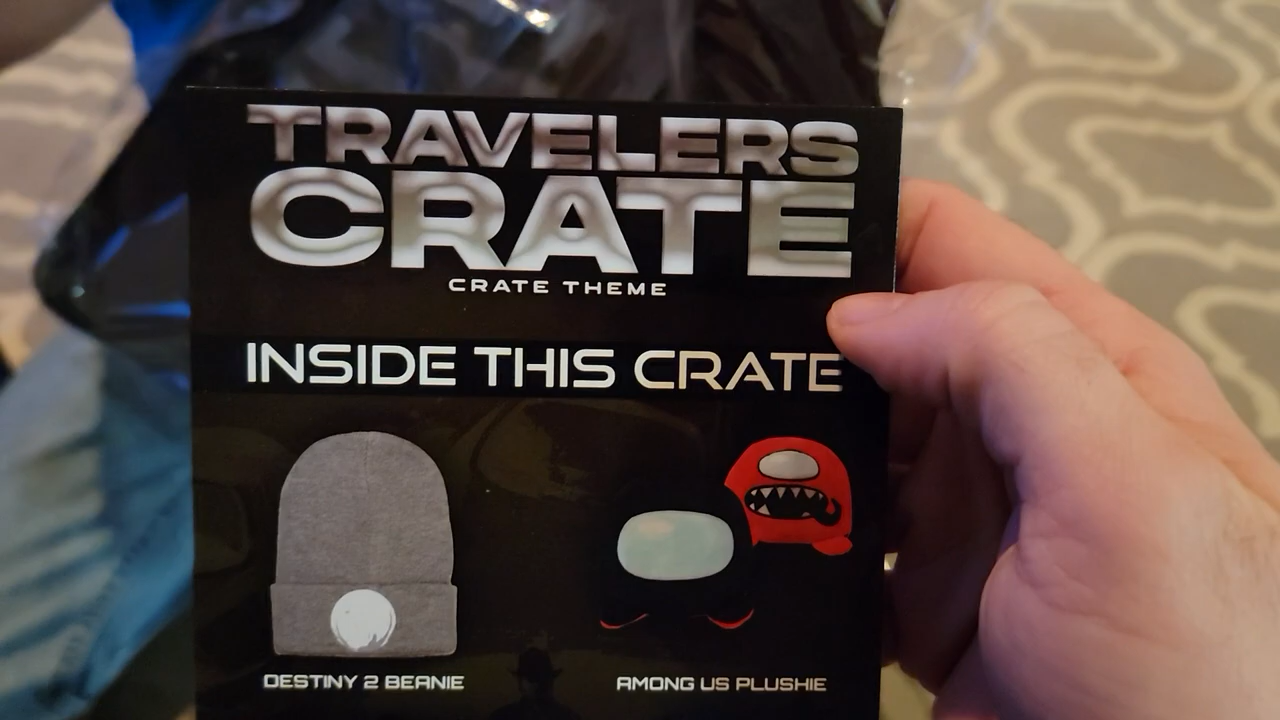 TRAVELERS
CRATE
CRATE THEME
INSIDE THIS CRATE
DESTINY 2 BEANIE
AMONG US PLUSHIE